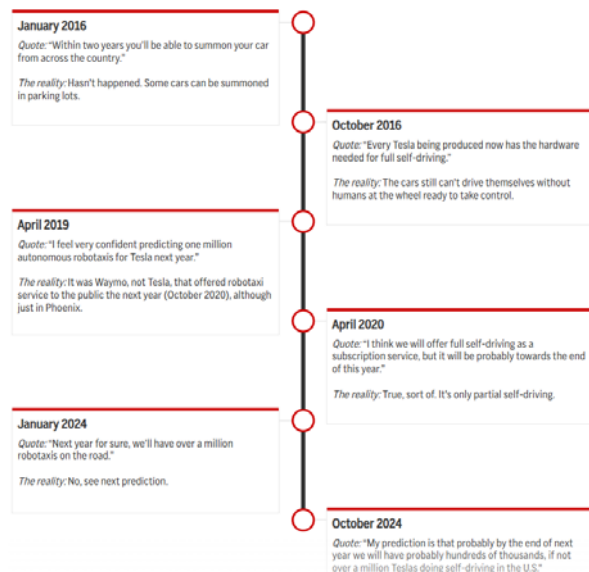 January 2016
Quote: "Within two years you'll be able to summon your car
from across the country."
The reality: Hasn't happened. Some cars can be summoned
in parking lots.
October 2016
Quote: "Every Tesla being produced now has the hardware
needed for full self-driving."
The reality: The cars still can't drive themselves without
humans at the wheel ready to take control.
April 2019
Quote: "I feel very confident predicting one million
autonomous robotaxis for Tesla next year."
The reality: It was Waymo, not Tesla, that offered robotaxi
service to the public the next year (October 2020), although
just in Phoenix.
April 2020
Quote: "I think we will offer full self-driving as a
subscription service, but it will be probably towards the end
of this year."
The reality: True, sort of. It's only partial self-driving.
January 2024
Quote: "Next year for sure, we'll have over a million
robotaxis on the road."
The reality: No, see next prediction.
October 2024
Quote: "My prediction is that probably by the end of next
year we will have probably hundreds of thousands, if not
over a million Teslas doing self-driving in the U.S."